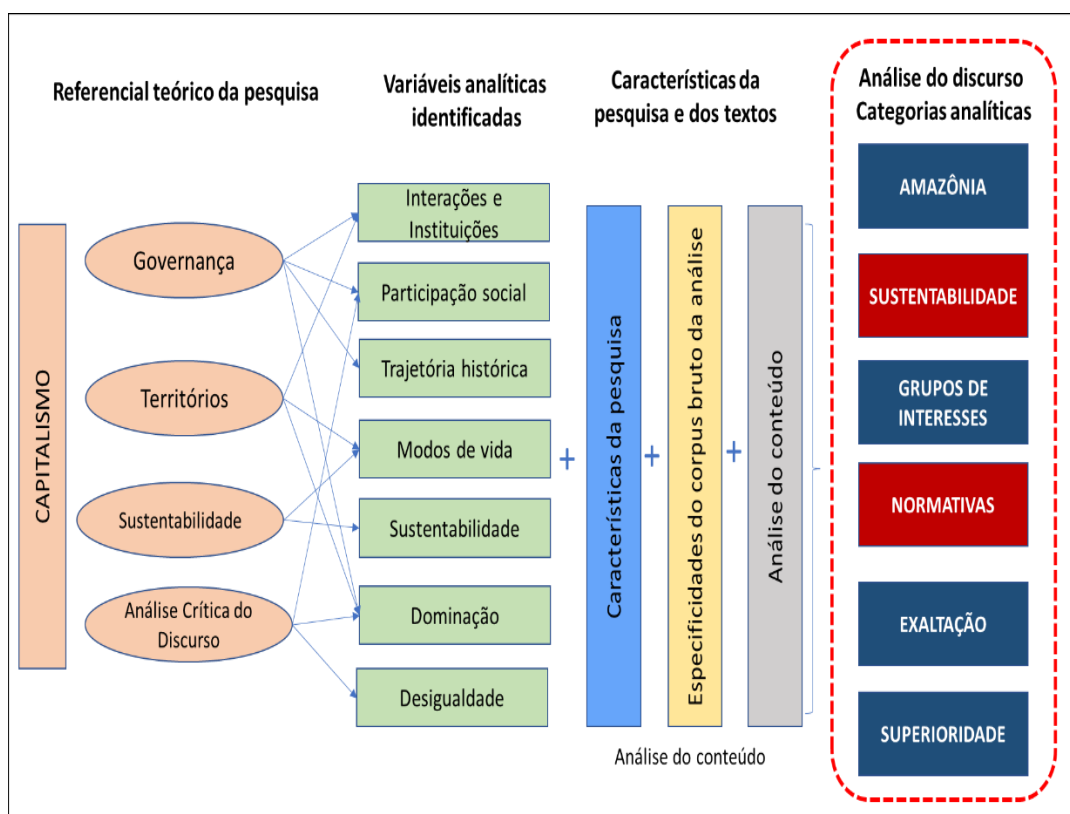 Referencial teórico da pesquisa
Variáveis analíticas
identificadas
Características da
pesquisa e dos textos
Análise do discurso
Categorias analíticas
CAPITALISMO
Governança
Territórios
Sustentabilidade
Análise Crítica do
Discurso
Interações e
Instituições
Participação social
Trajetória histórica
Modos de vida
Sustentabilidade
Dominação
Desigualdade
+
Características da pesquisa
+
Especificidades do corpus bruto da análise
+
Análise do conteúdo
Análise do conteúdo
AMAZÔNIA
SUSTENTABILIDADE
GRUPOS DE
INTERESSES
NORMATIVAS
EXALTAÇÃO
SUPERIORIDADE